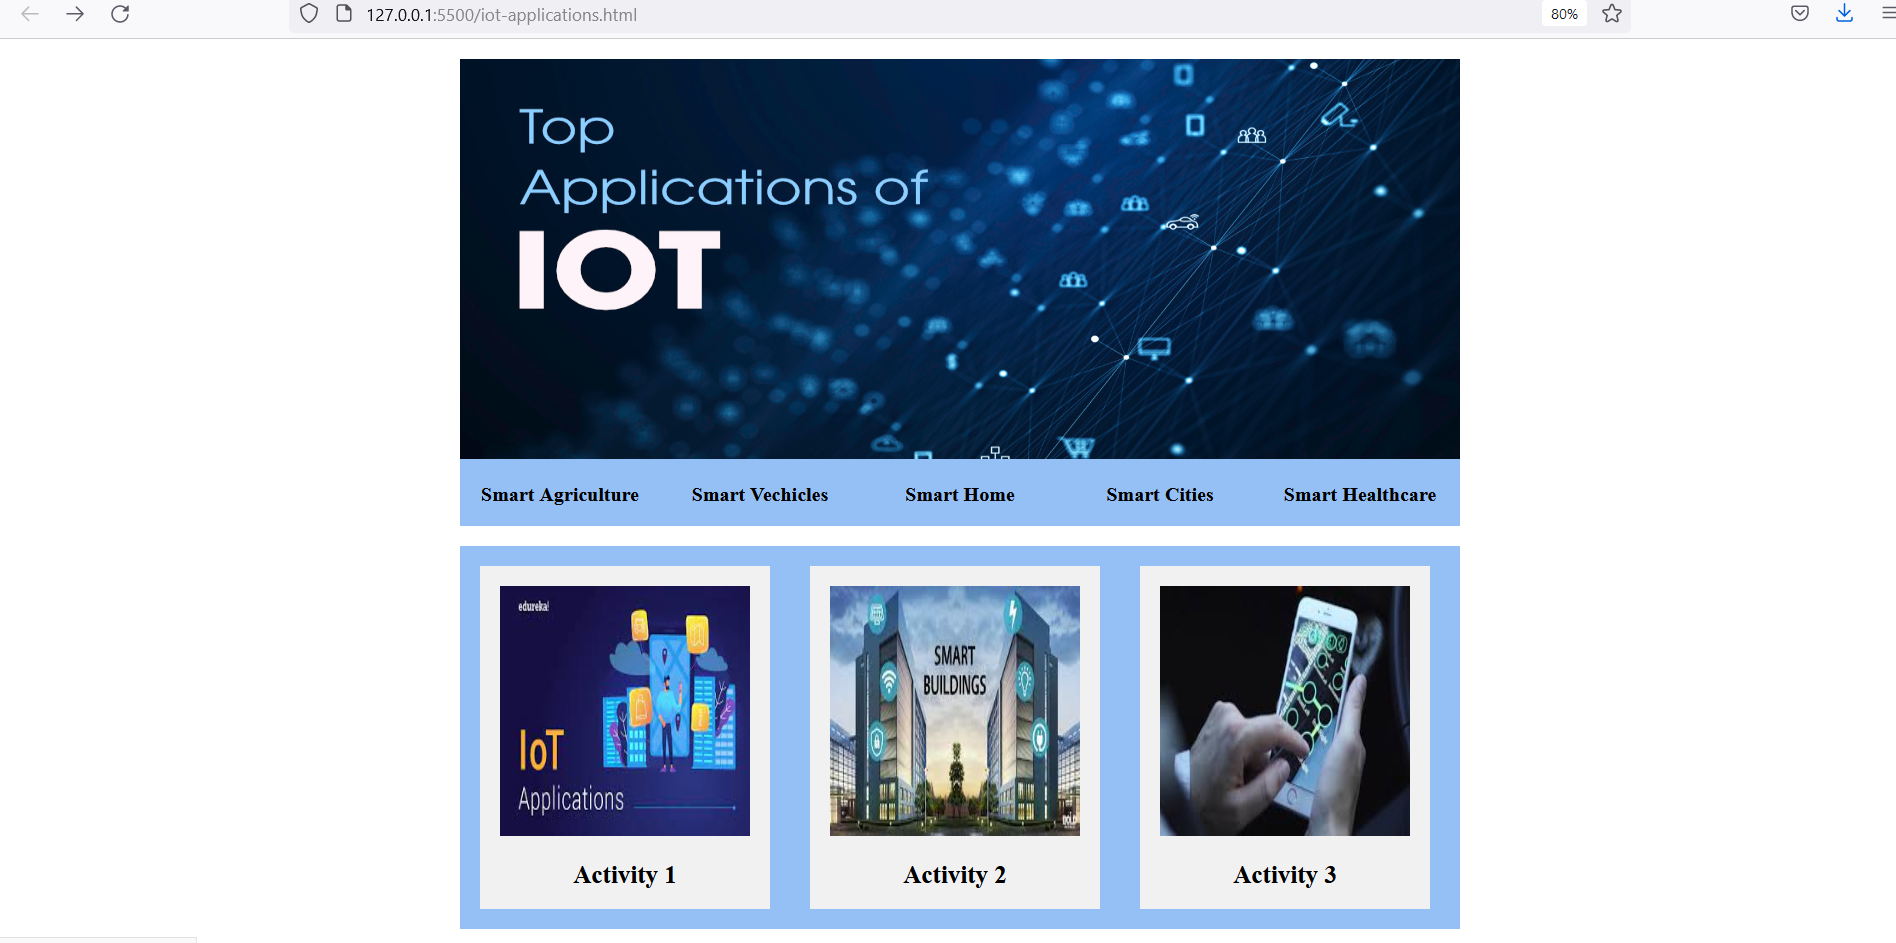 127.0.0.1:5500/iot-applications.html 80%
Top
Applications of
IOT
Smart Agriculture Smart Vechicles Smart Home Smart Cities Smart Healthcare
edureka!
IoT
Applications
SMART
BUILDINGS
BOLD
Activity 1 Activity 2 Activity 3